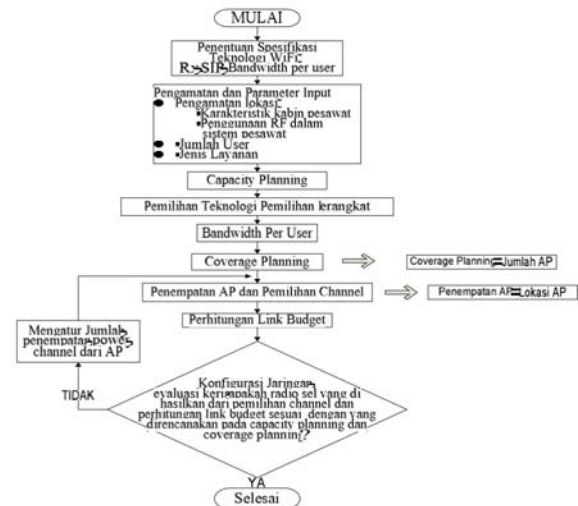 MULAI
Penentuan Spesifikasi
Teknologi WiFi
Bandwidth per user
Pengamatan dan Parameter Input
Pengamatan lokasi
Karakteristik kabin pesawat
Penggunaan RF dalam
sistem pesawat
Jumlah User
Jenis Layanan
Capacity Planning
Pemilihan Teknologi Pemilihan
Bandwidth Per User
Coverage Planning
Coverage Planning=Jumlah AP
Penempatan AP dan Pemilihan Channel
Penempatan AP=Lokasi AP
Perhitungan Link Budget
Mengatur Jumlah
penempatan power
channel dari AP
TIDAK
Konfigurasi Jaringan
evaluasi radio sel yang di
hasilkan dari pemilihan channel dan
perhitungan link budget sesuai dengan yang
direncanakan pada capacity planning dan
coverage planning?
YA
Selesai